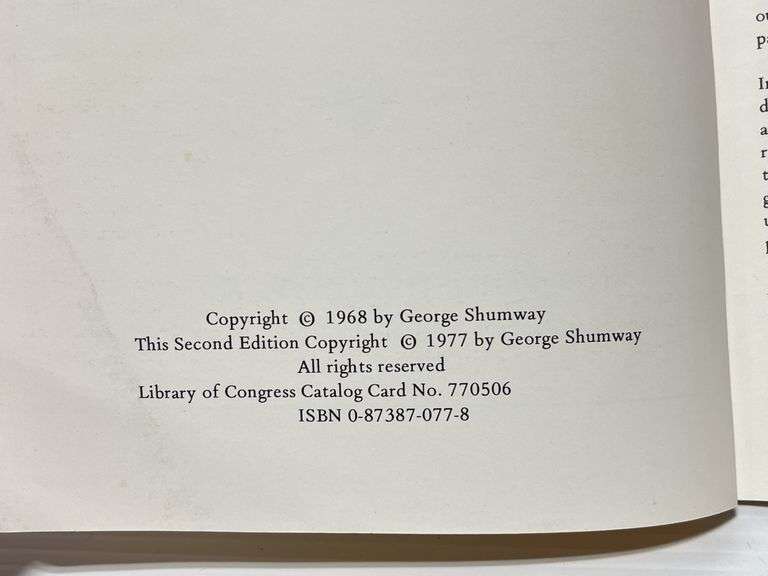 Copyright © 1968 by George Shumway
This Second Edition Copyright © 1977 by George Shumway
All rights reserved
Library of Congress Catalog Card No. 770506
ISBN 0-87387-077-8